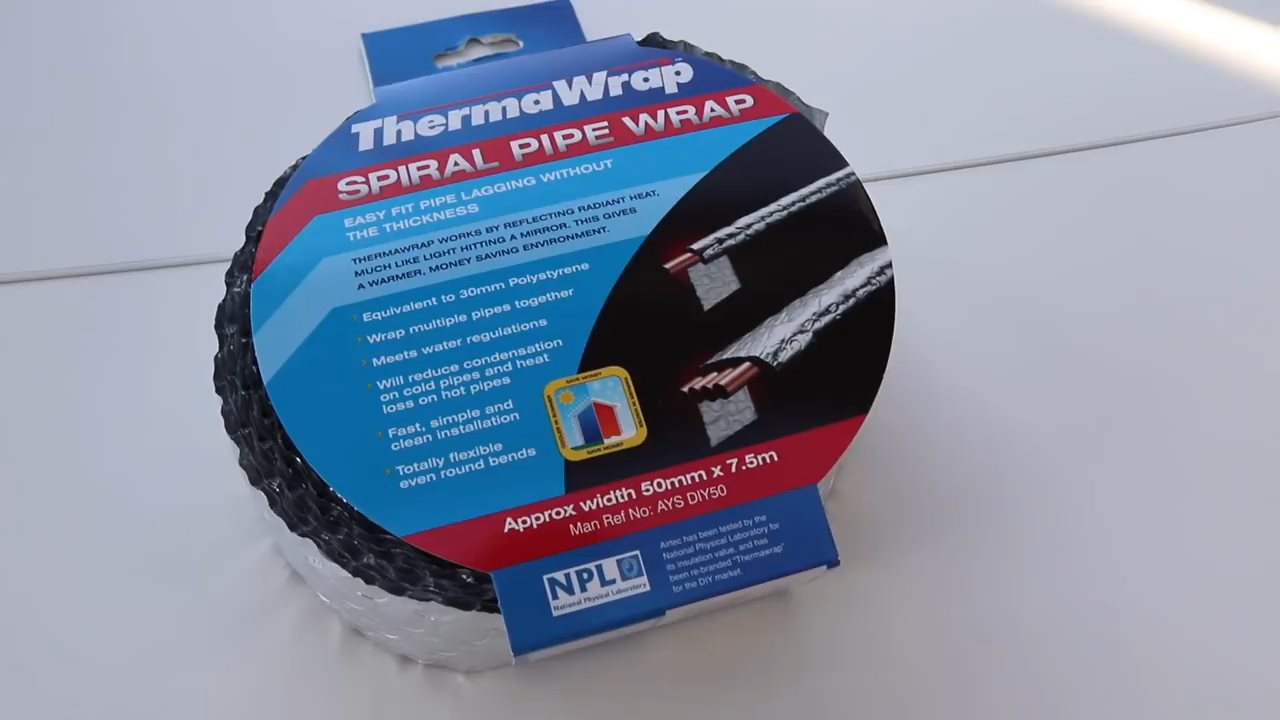 ThermaWrap™
SPIRAL PIPE WRAP
EASY FIT PIPE LAGGING WITHOUT
THE THICKNESS
THERMAWRAP WORKS BY REFLECTING RADIANT HEAT,
MUCH LIKE LIGHT HITTING A MIRROR. THIS GIVES
A WARMER, MONEY SAVING ENVIRONMENT.
Equivalent to 30mm Polystyrene
Wrap multiple pipes together
Meets water regulations
Will reduce condensation
on cold pipes and heat
loss on hot pipes
Fast, simple and
clean installation
Totally flexible
even round bends
SAVE MONEY
SAVE MONEY
Approx width 50mm x 7.5m
Man Ref No: AYS DIY50
NPL
National Physical Laboratory
Airtec has been tested by the
National Physical Laboratory for
its insulation value, and has
been re-branded "Thermawrap"
for the DIY market.